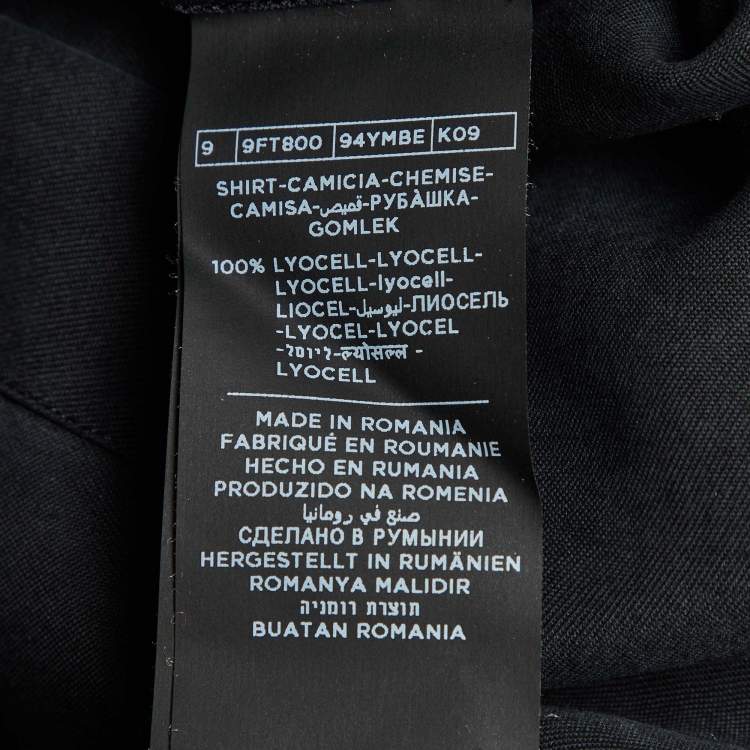 9 9FT800 94YMBE K09
SHIRT-CAMICIA-CHEMISE-
CAMISA-قميص-РУБÀШКА-
GOMLEK
100% LYOCELL-LYOCELL-
LYOCELL-lyocell-
LIOCEL-ليوسيل-ЛИОСЕЛЬ
-LYOCEL-LYOCEL
-ליוסל-ल्योसेल्ल -
LYOCELL
MADE IN ROMANIA
FABRIQUÉ EN ROUMANIE
HECHO EN RUMANIA
PRODUZIDO NA ROMENIA
صنع في رومانيا
СДЕЛАНО В РУМЫНИИ
HERGESTELLT IN RUMÄNIEN
ROMANYA MALIDIR
תוצרת רומניה
BUATAN ROMANIA